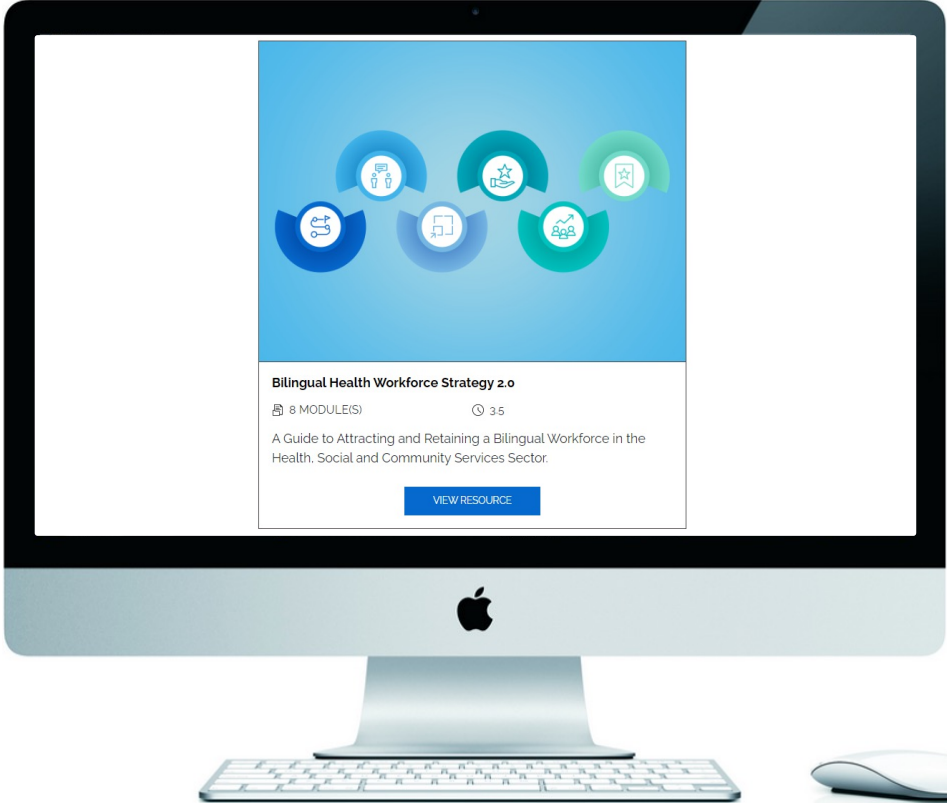 Bilingual Health Workforce Strategy 2.0
8 MODULE(S)
3.5
A Guide to Attracting and Retaining a Bilingual Workforce in the
Health, Social and Community Services Sector.
VIEW RESOURCE